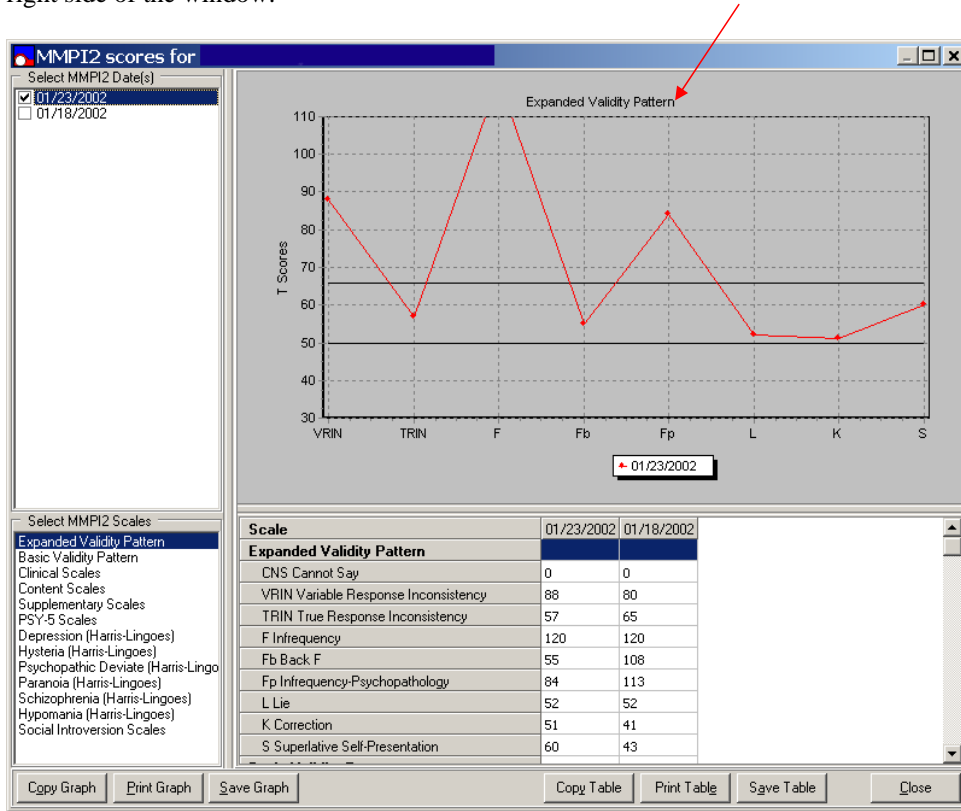 right side of the window.
MMPI2 scores for
Select MMPI2 Date(s)
01/23/2002
01/18/2002
Expanded Validity Pattern
110
100
90
80
70
60
50
40
30
T Scores
VRIN TRIN F Fb Fp L K S
01/23/2002
Select MMPI2 Scales
Expanded Validity Pattern
Basic Validity Pattern
Clinical Scales
Content Scales
Supplementary Scales
PSY-5 Scales
Depression (Harris-Lingoes)
Hysteria (Harris-Lingoes)
Psychopathic Deviate (Harris-Lingo
Paranoia (Harris-Lingoes)
Schizophrenia (Harris-Lingoes)
Hypomania (Harris-Lingoes)
Social Introversion Scales
Scale 01/23/2002 01/18/2002
Expanded Validity Pattern
CNS Cannot Say 0 0
VRIN Variable Response Inconsistency 88 80
TRIN True Response Inconsistency 57 65
F Infrequency 120 120
Fb Back F 55 108
Fp Infrequency-Psychopathology 84 113
L Lie 52 52
K Correction 51 41
S Superlative Self-Presentation 60 43
Copy Graph Print Graph Save Graph Copy Table Print Table Save Table Close